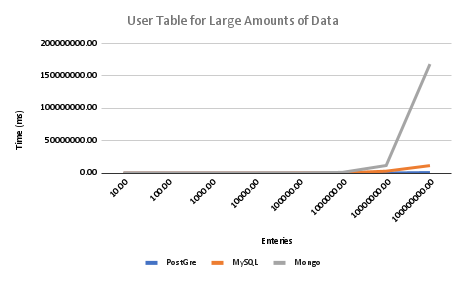 User Table for Large Amounts of Data
200000000.00
150000000.00
100000000.00
50000000.00
0.00
Time (ms)
10.00
100.00
1000.00
10000.00
100000.00
1000000.00
10000000.00
100000000.00
Enteries
PostGre
MySQL
Mongo